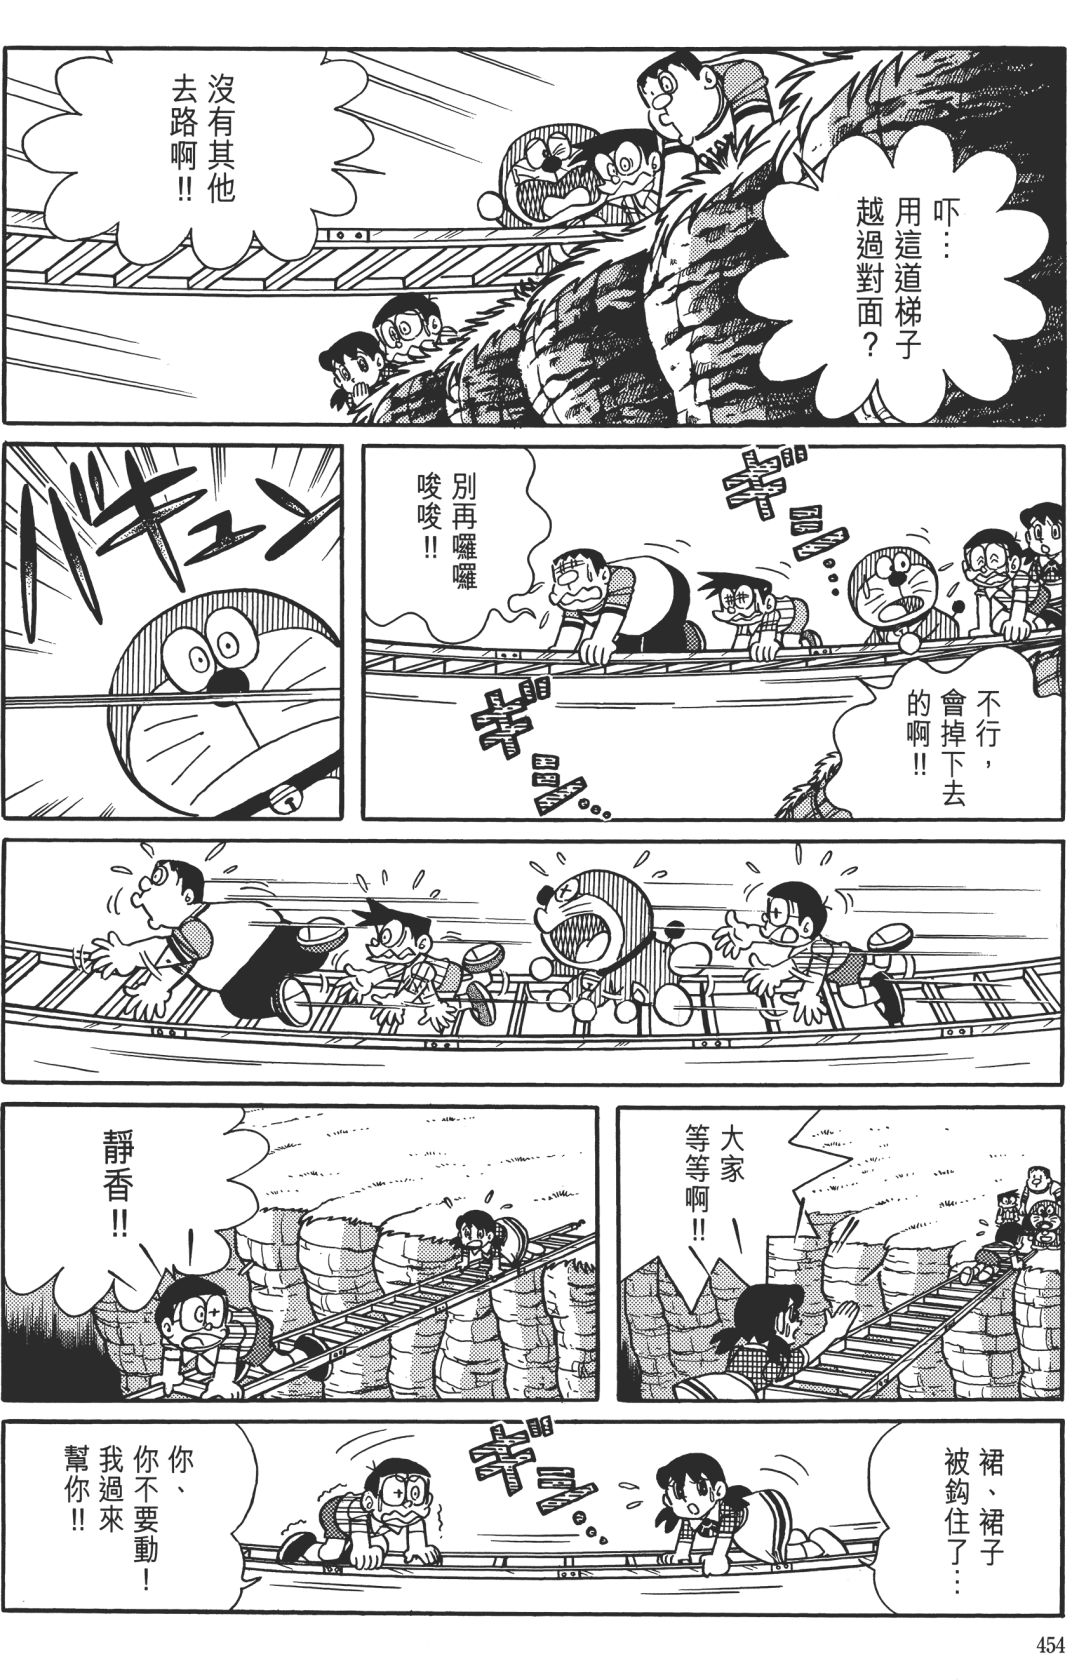 吓…
用這道梯子
越過對面？
沒有其他
去路啊!!
ギシ…
別再囉囉
唆唆!!
不行，
會掉下去
的啊!!
ギシ…
バキューン
大家
等等啊!!
靜香!!
裙、裙子
被鈎住了…
ギシ…
你、
你不要動！
我過來
幫你!!
454